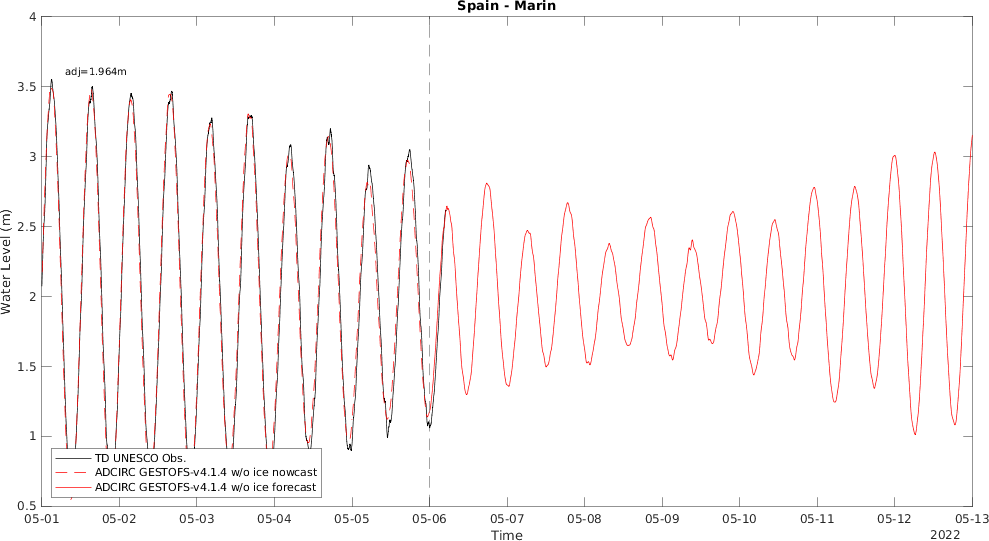 Spain - Marin
4
3.5
3
2.5
2
1.5
1
0.5
Water Level (m)
adj=1.964m
TD UNESCO Obs.
ADCIRC GESTOFS-v4.1.4 w/o ice nowcast
ADCIRC GESTOFS-v4.1.4 w/o ice forecast
05-01 05-02 05-03 05-04 05-05 05-06 05-07 05-08 05-09 05-10 05-11 05-12 05-13
Time
2022